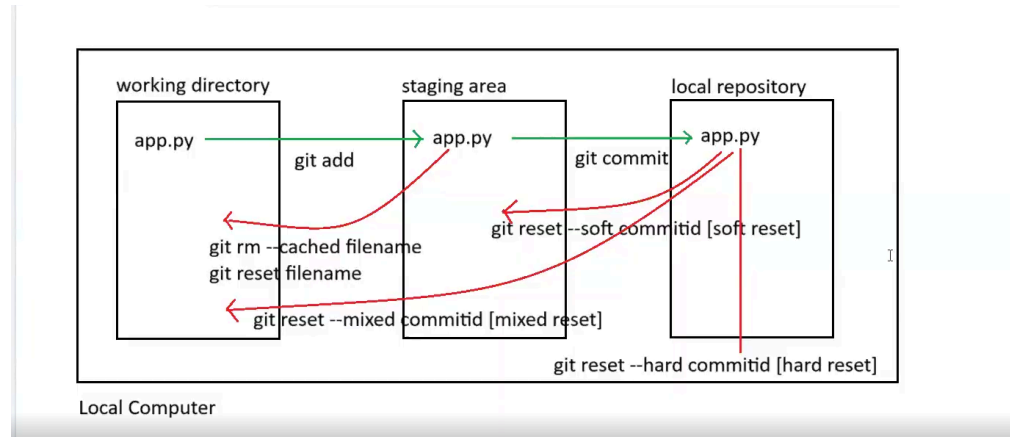 working directory
staging area
local repository
app.py
app.py
app.py
git add
git commit
git reset --soft commitid [soft reset]
git rm --cached filename
git reset filename
git reset --mixed commitid [mixed reset]
git reset --hard commitid [hard reset]
Local Computer